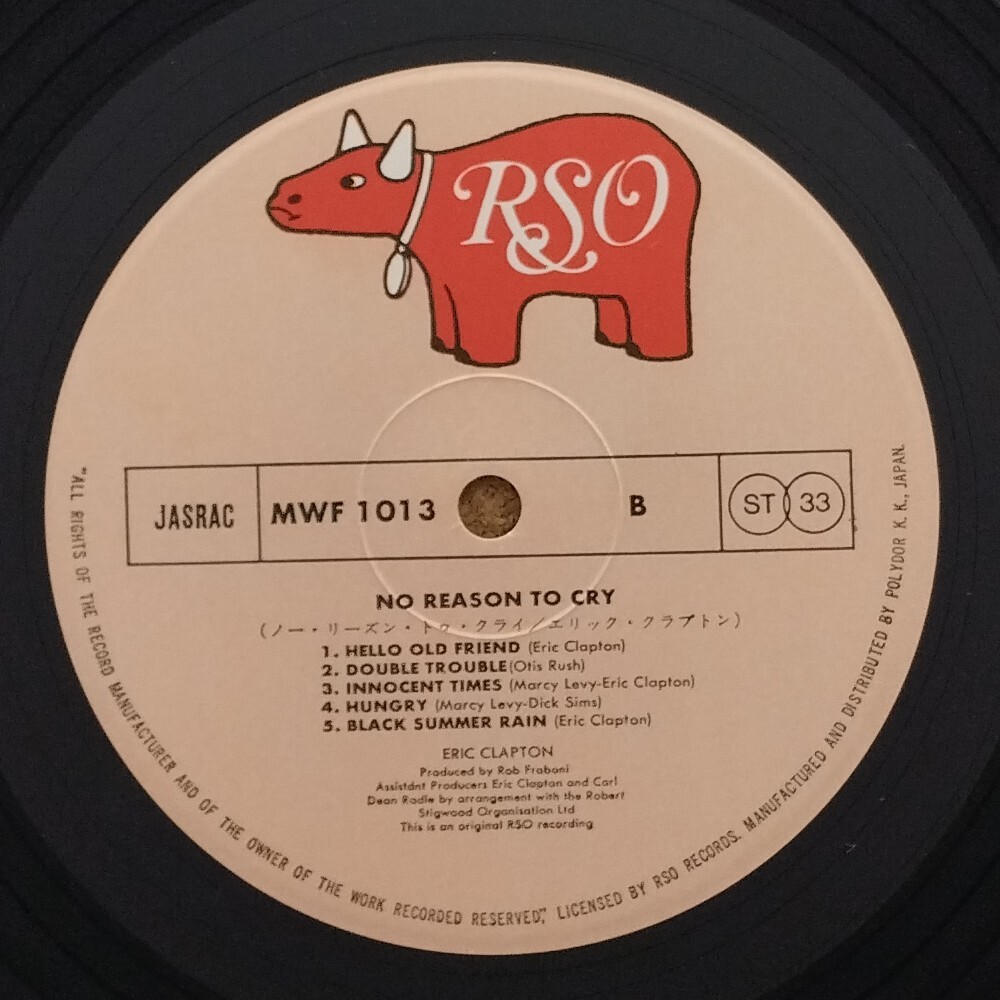 RSO
JASRAC MWF 1013 B ST 33
NO REASON TO CRY
(ノー・リーズン・トゥ・クライ／エリック・クラプトン)
1. HELLO OLD FRIEND (Eric Clapton)
2. DOUBLE TROUBLE (Otis Rush)
3. INNOCENT TIMES (Marcy Levy-Eric Clapton)
4. HUNGRY (Marcy Levy-Dick Sims)
5. BLACK SUMMER RAIN (Eric Clapton)
ERIC CLAPTON
Produced by Rob Fraboni
Assistant Producers Eric Clapton and Carl
Dean Radle by arrangement with the Robert
Stigwood Organisation Ltd
This is an original RSO recording
"ALL RIGHTS OF THE RECORD MANUFACTURER AND OF THE OWNER OF THE WORK RECORDED RESERVED", LICENSED BY RSO RECORDS. MANUFACTURED AND DISTRIBUTED BY POLYDOR K. K., JAPAN.